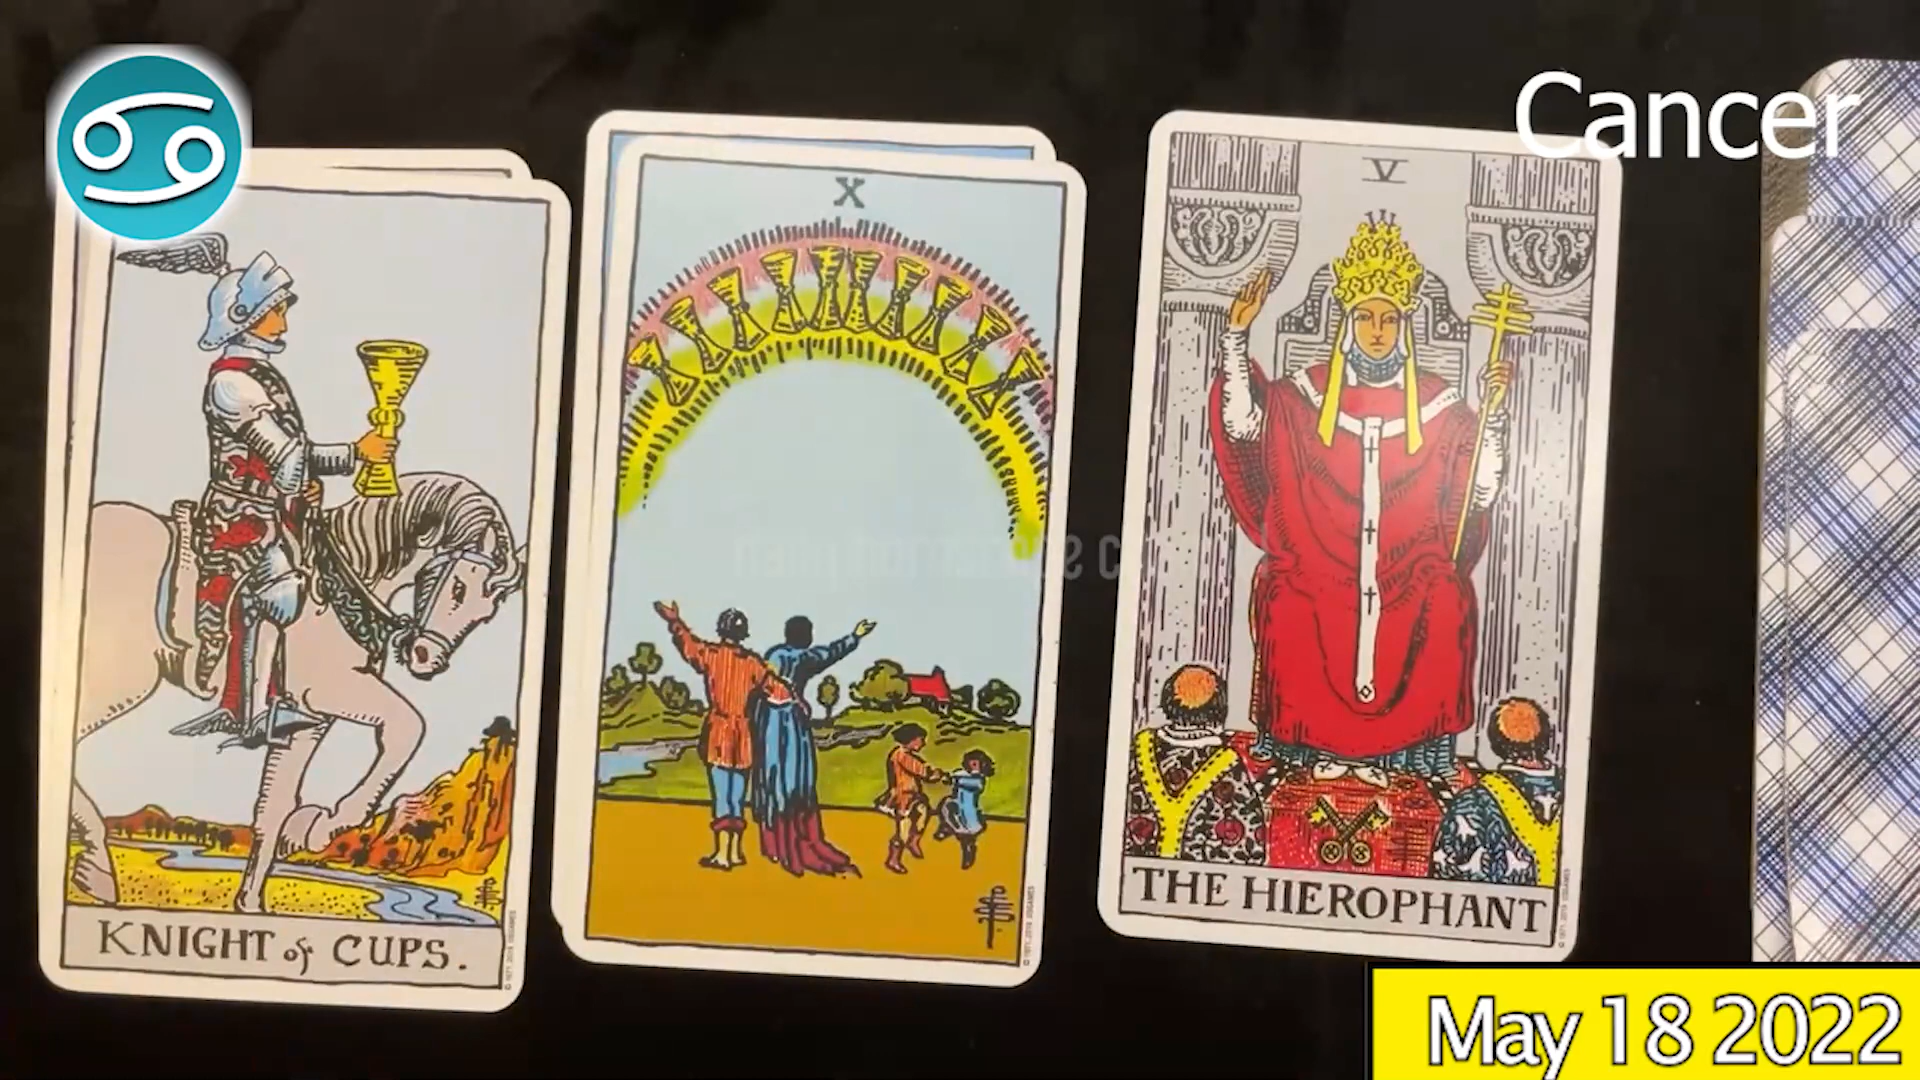 Cancer
X
V
KNIGHT of CUPS.
THE HIEROPHANT
May 18 2022